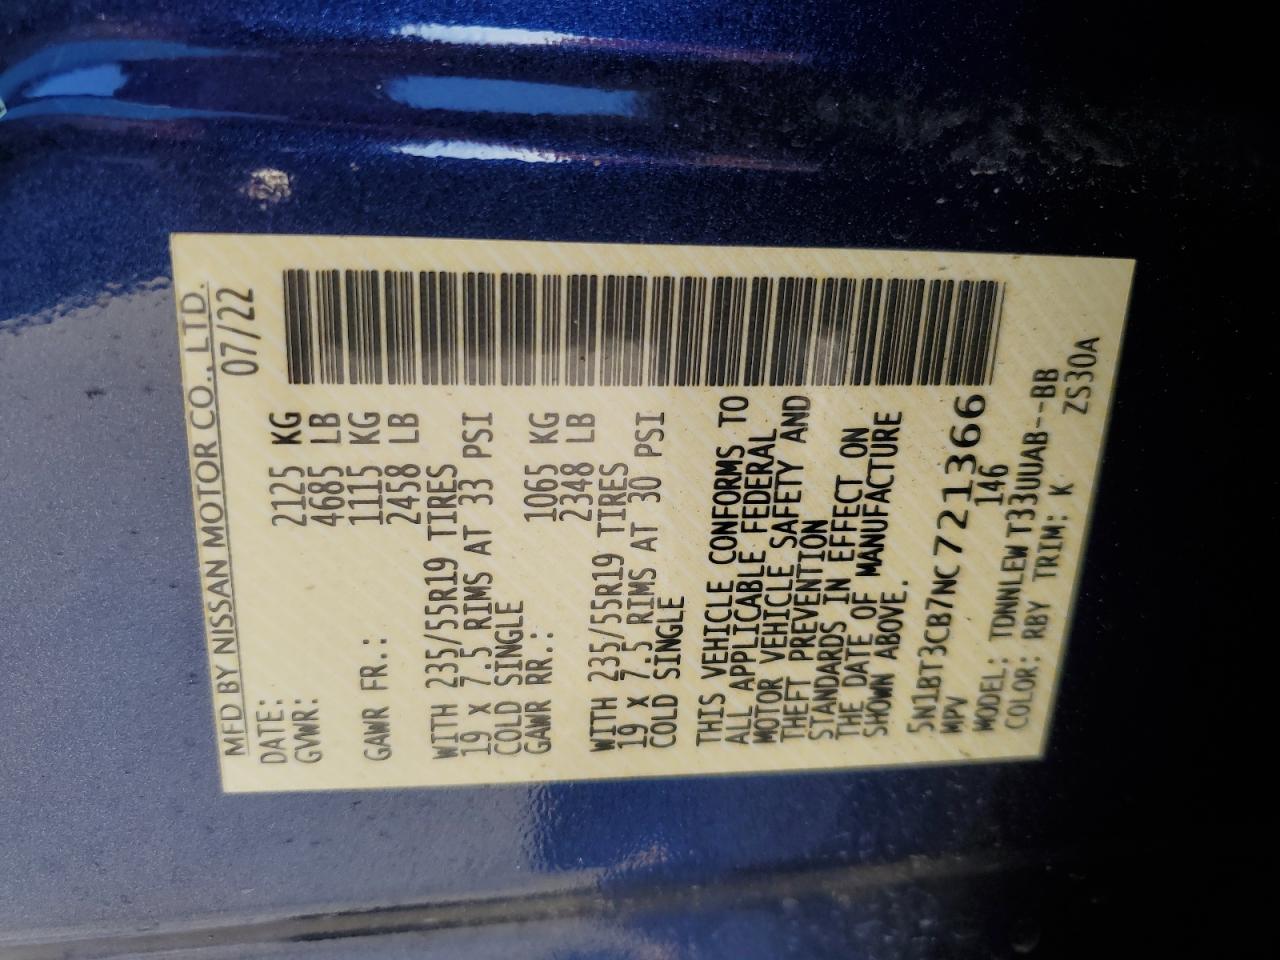 MFD BY NISSAN MOTOR CO., LTD.
DATE: 07/22
GVWR: 2125 KG
4685 LB
GAWR FR.: 1115 KG
2458 LB
WITH 235/55R19 TIRES
19 X 7.5 RIMS AT 33 PSI
COLD SINGLE
GAWR RR.: 1065 KG
2348 LB
WITH 235/55R19 TIRES
19 X 7.5 RIMS AT 30 PSI
COLD SINGLE
THIS VEHICLE CONFORMS TO
ALL APPLICABLE FEDERAL
MOTOR VEHICLE SAFETY AND
THEFT PREVENTION
STANDARDS IN EFFECT ON
THE DATE OF MANUFACTURE
SHOWN ABOVE.
5N1BT3CB7NC721366
MPV 146
MODEL: TDNNLEWT33UUAB--BB
COLOR: RBY TRIM: K ZS30A